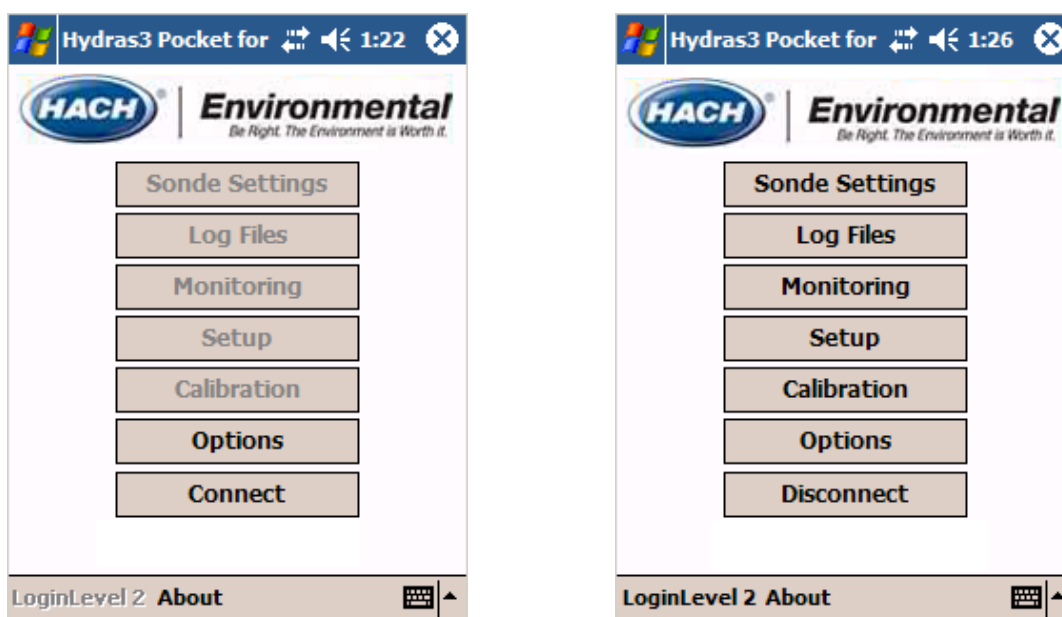 Hydras3 Pocket for 1:22
HACH Environmental
Be Right. The Environment is Worth it.
Sonde Settings
Log Files
Monitoring
Setup
Calibration
Options
Connect
LoginLevel 2 About
Hydras3 Pocket for 1:26
HACH Environmental
Be Right. The Environment is Worth it.
Sonde Settings
Log Files
Monitoring
Setup
Calibration
Options
Disconnect
LoginLevel 2 About